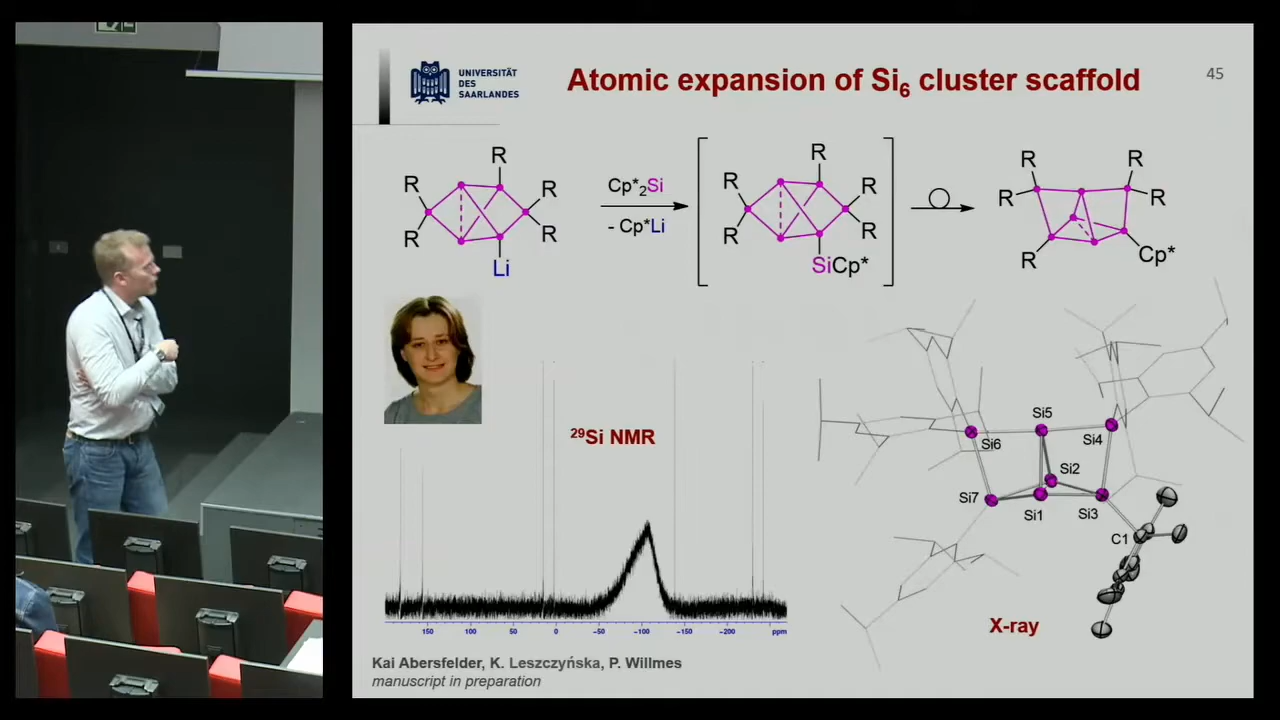 UNIVERSITÄT
DES
SAARLANDES
Atomic expansion of Si6 cluster scaffold
45
R
R
R
R
R
Li
Cp*2Si
- Cp*Li
R
R
R
R
R
SiCp*
R
R
R
R
R
Cp*
29Si NMR
150 100 50 0 -50 -100 -150 -200 ppm
Si5
Si6
Si4
Si2
Si7
Si1
Si3
C1
X-ray
Kai Abersfelder, K. Leszczyńska, P. Willmes
manuscript in preparation